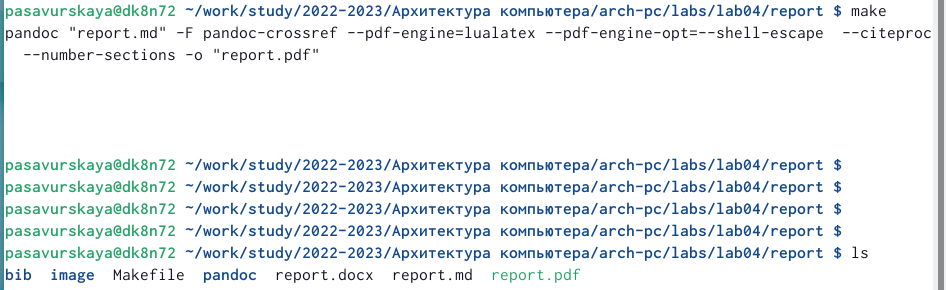 pasavurskaya@dk8n72 ~/work/study/2022-2023/Архитектура компьютера/arch-pc/labs/lab04/report $ make
pandoc "report.md" -F pandoc-crossref --pdf-engine=lualatex --pdf-engine-opt=--shell-escape  --citeproc
  --number-sections -o "report.pdf"
pasavurskaya@dk8n72 ~/work/study/2022-2023/Архитектура компьютера/arch-pc/labs/lab04/report $
pasavurskaya@dk8n72 ~/work/study/2022-2023/Архитектура компьютера/arch-pc/labs/lab04/report $
pasavurskaya@dk8n72 ~/work/study/2022-2023/Архитектура компьютера/arch-pc/labs/lab04/report $
pasavurskaya@dk8n72 ~/work/study/2022-2023/Архитектура компьютера/arch-pc/labs/lab04/report $
pasavurskaya@dk8n72 ~/work/study/2022-2023/Архитектура компьютера/arch-pc/labs/lab04/report $ ls
bib  image  Makefile  pandoc  report.docx  report.md  report.pdf